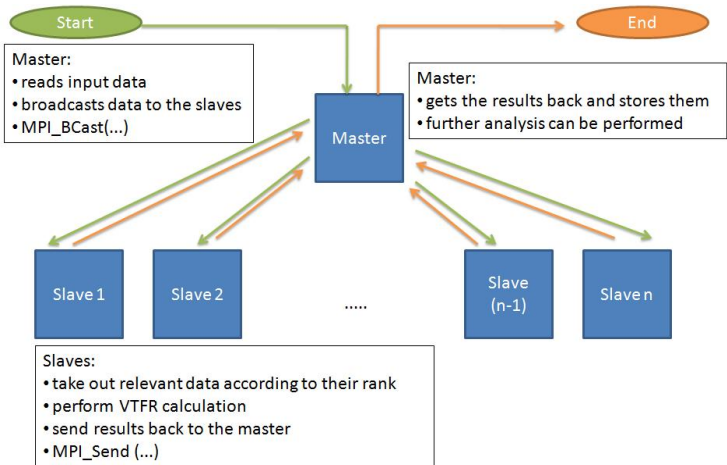 Start
End
Master:
• reads input data
• broadcasts data to the slaves
• MPI_BCast(...)
Master:
• gets the results back and stores them
• further analysis can be performed
Master
Slave 1
Slave 2
.....
Slave
(n-1)
Slave n
Slaves:
• take out relevant data according to their rank
• perform VTFR calculation
• send results back to the master
• MPI_Send (...)